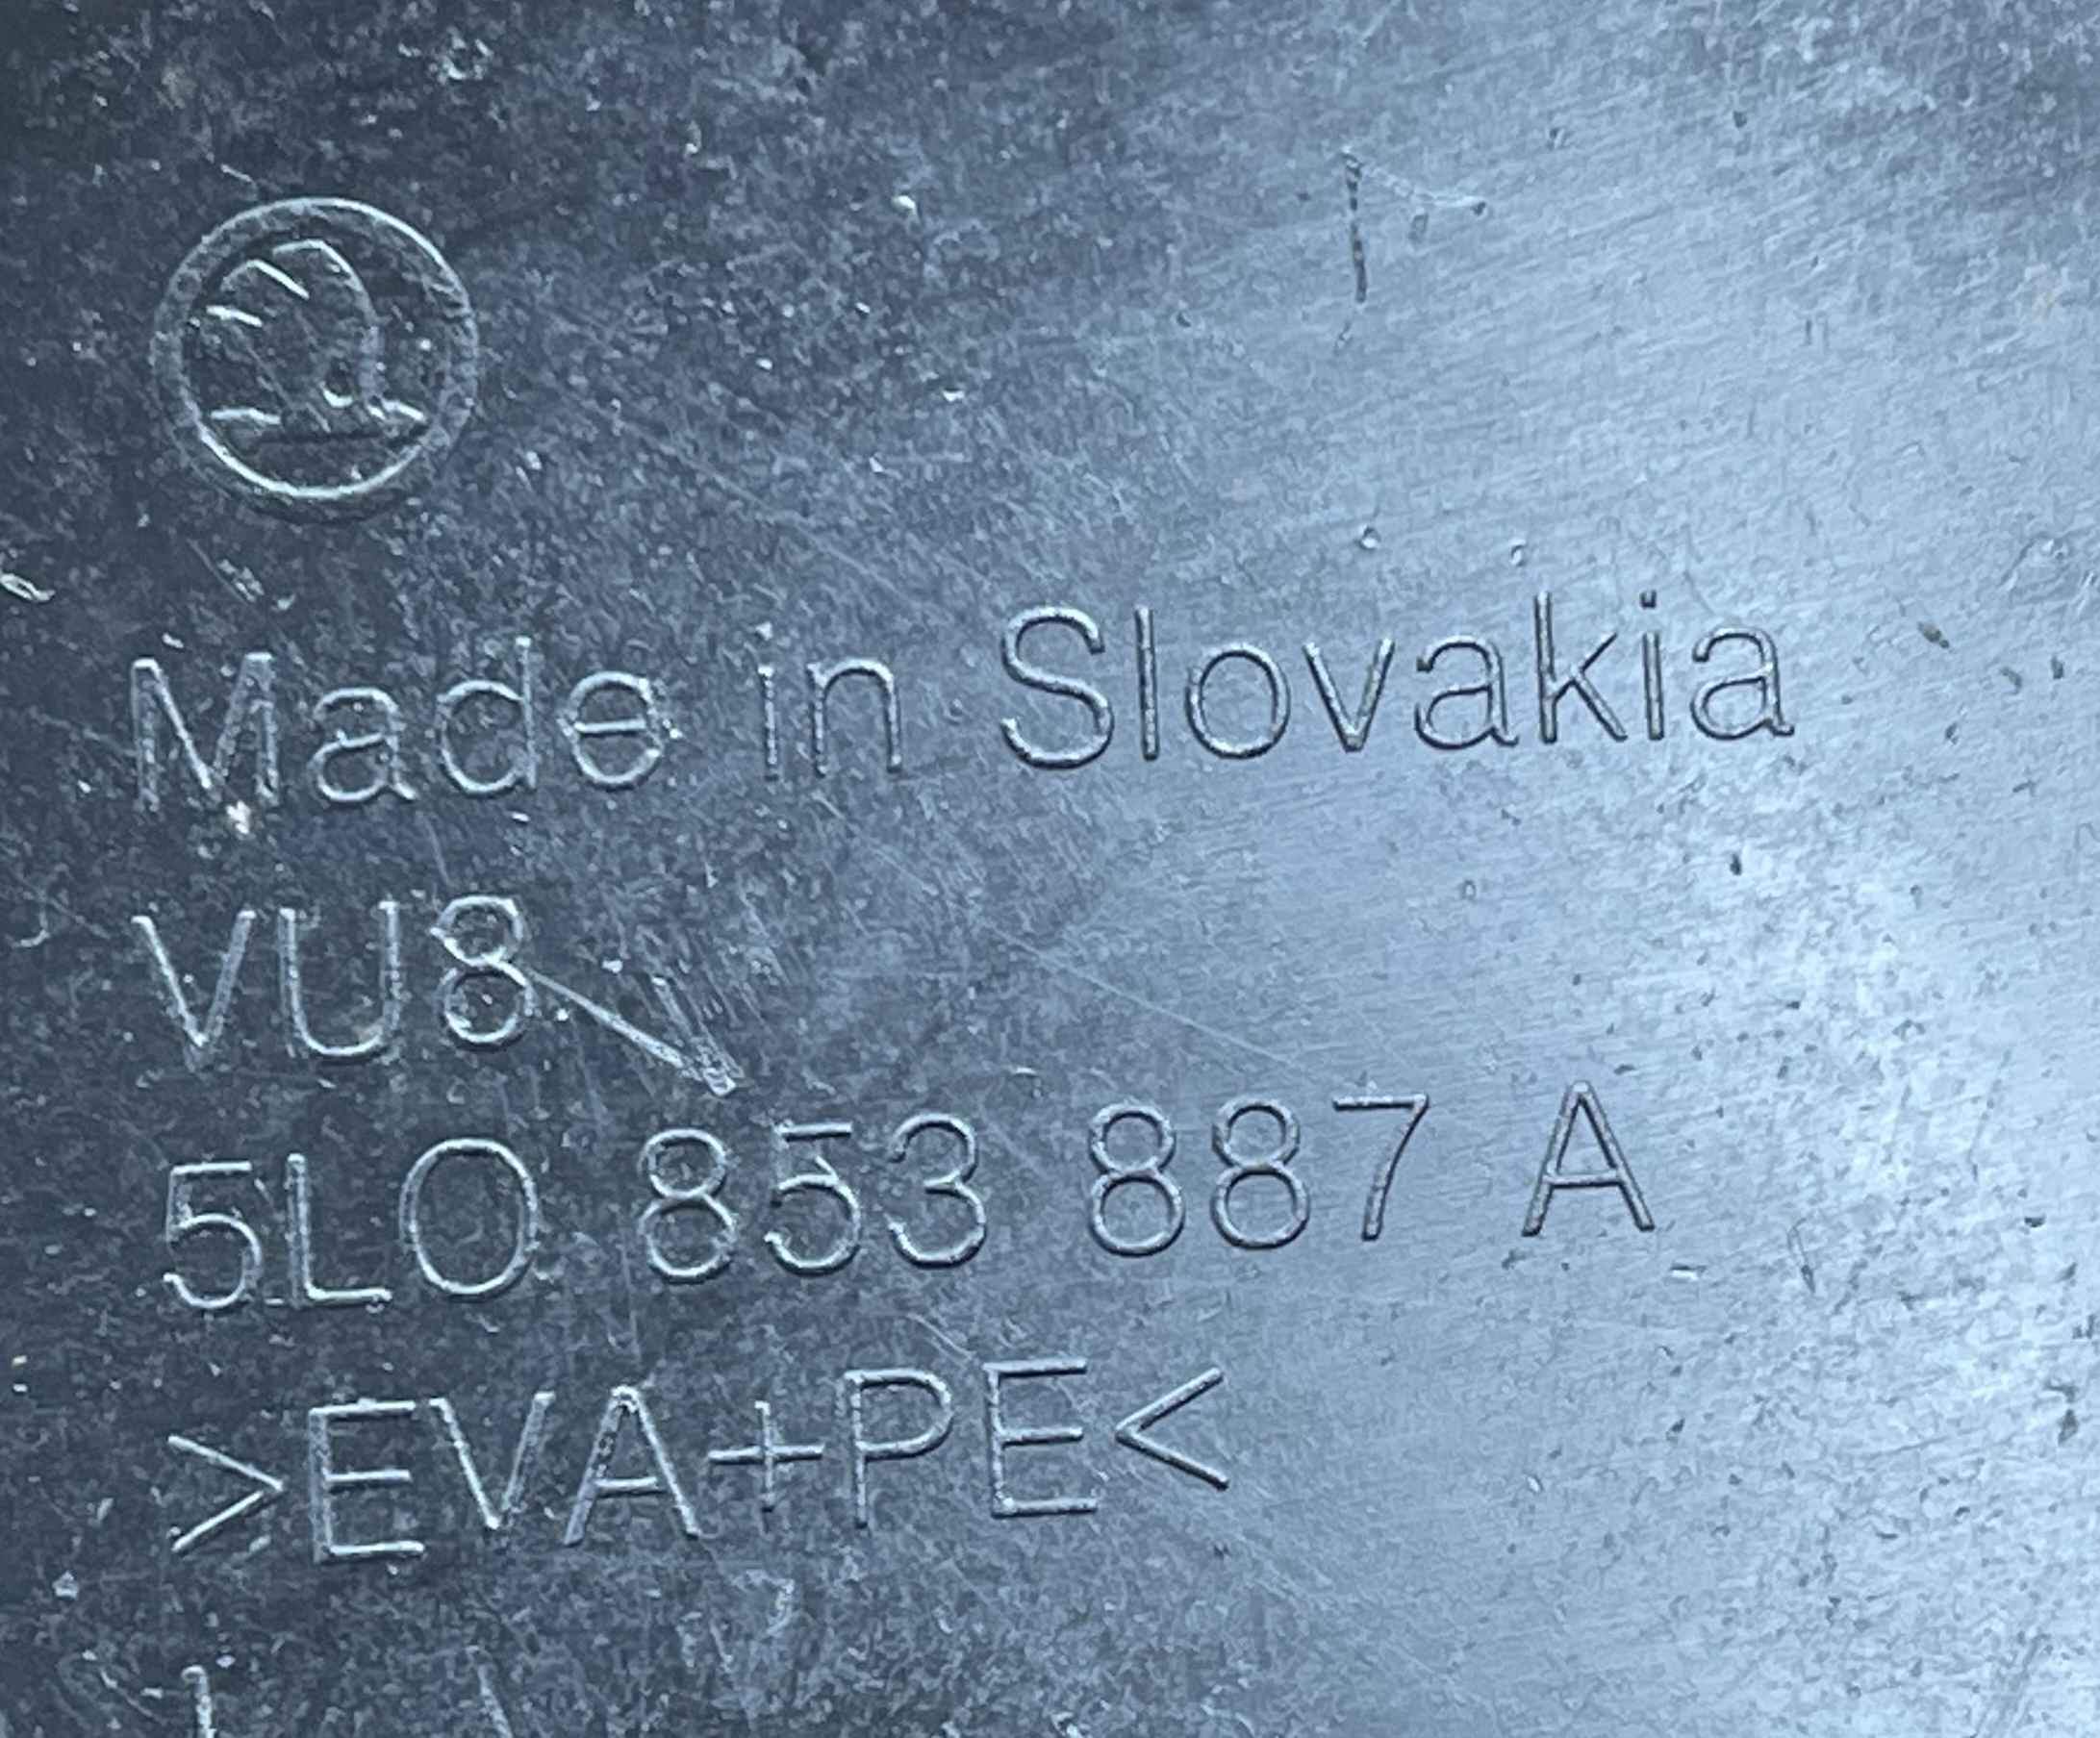 Made in Slovakia
VU8
5L0 853 887 A
>EVA+PE<